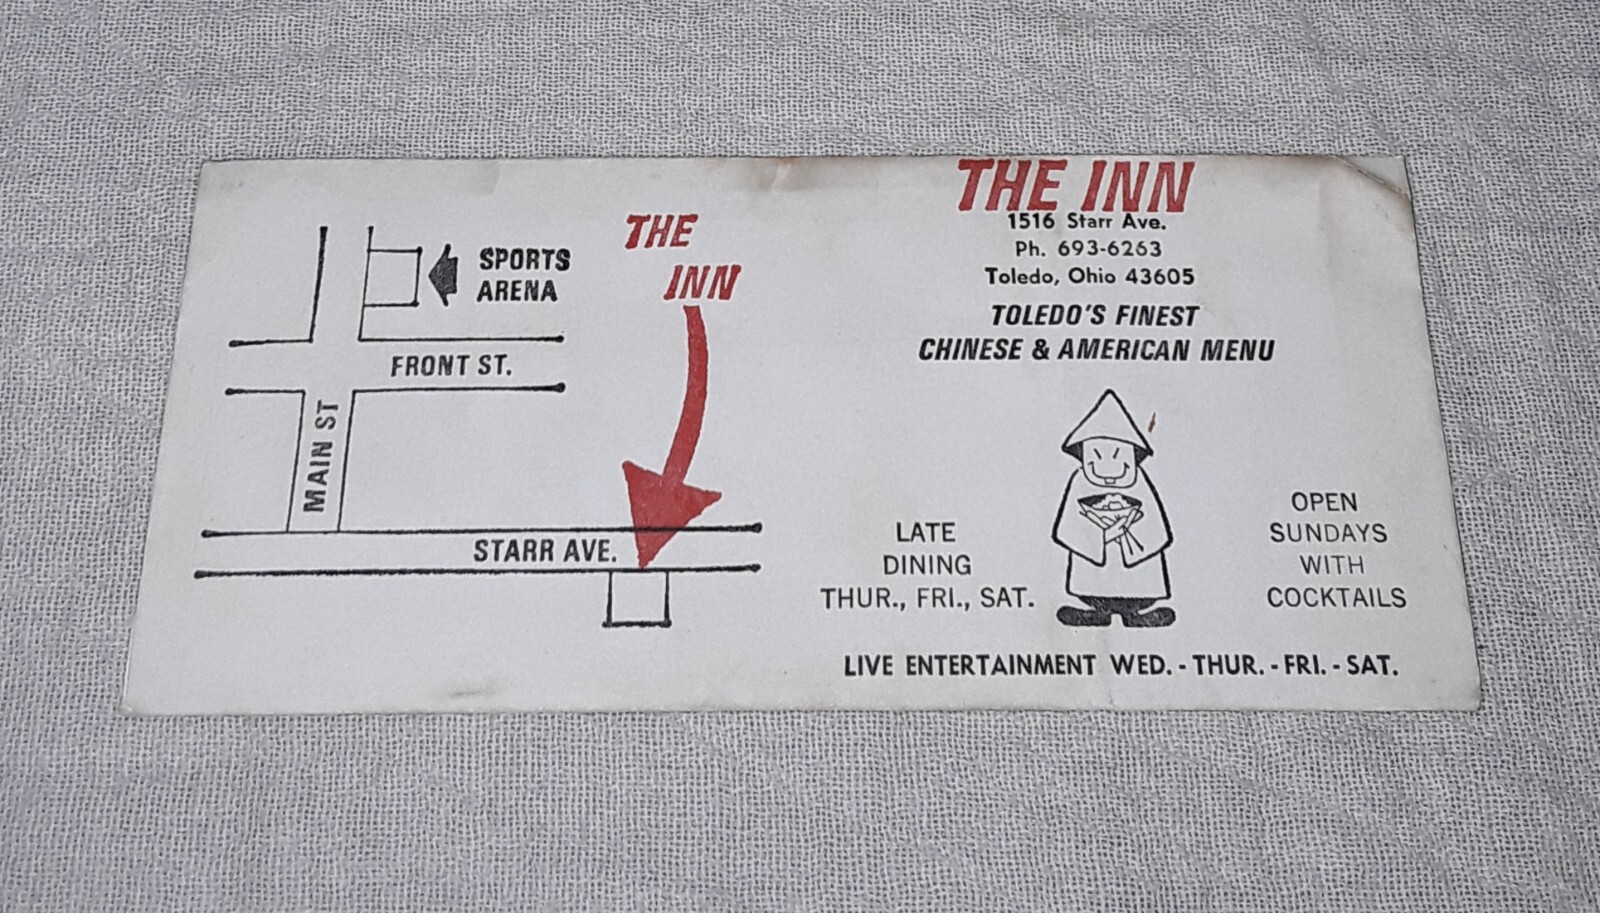 SPORTS
ARENA
FRONT ST.
MAIN ST
STARR AVE.
THE
INN
THE INN
1516 Starr Ave.
Ph. 693-6263
Toledo, Ohio 43605
TOLEDO'S FINEST
CHINESE & AMERICAN MENU
LATE
DINING
THUR., FRI., SAT.
OPEN
SUNDAYS
WITH
COCKTAILS
LIVE ENTERTAINMENT WED. - THUR. - FRI. - SAT.